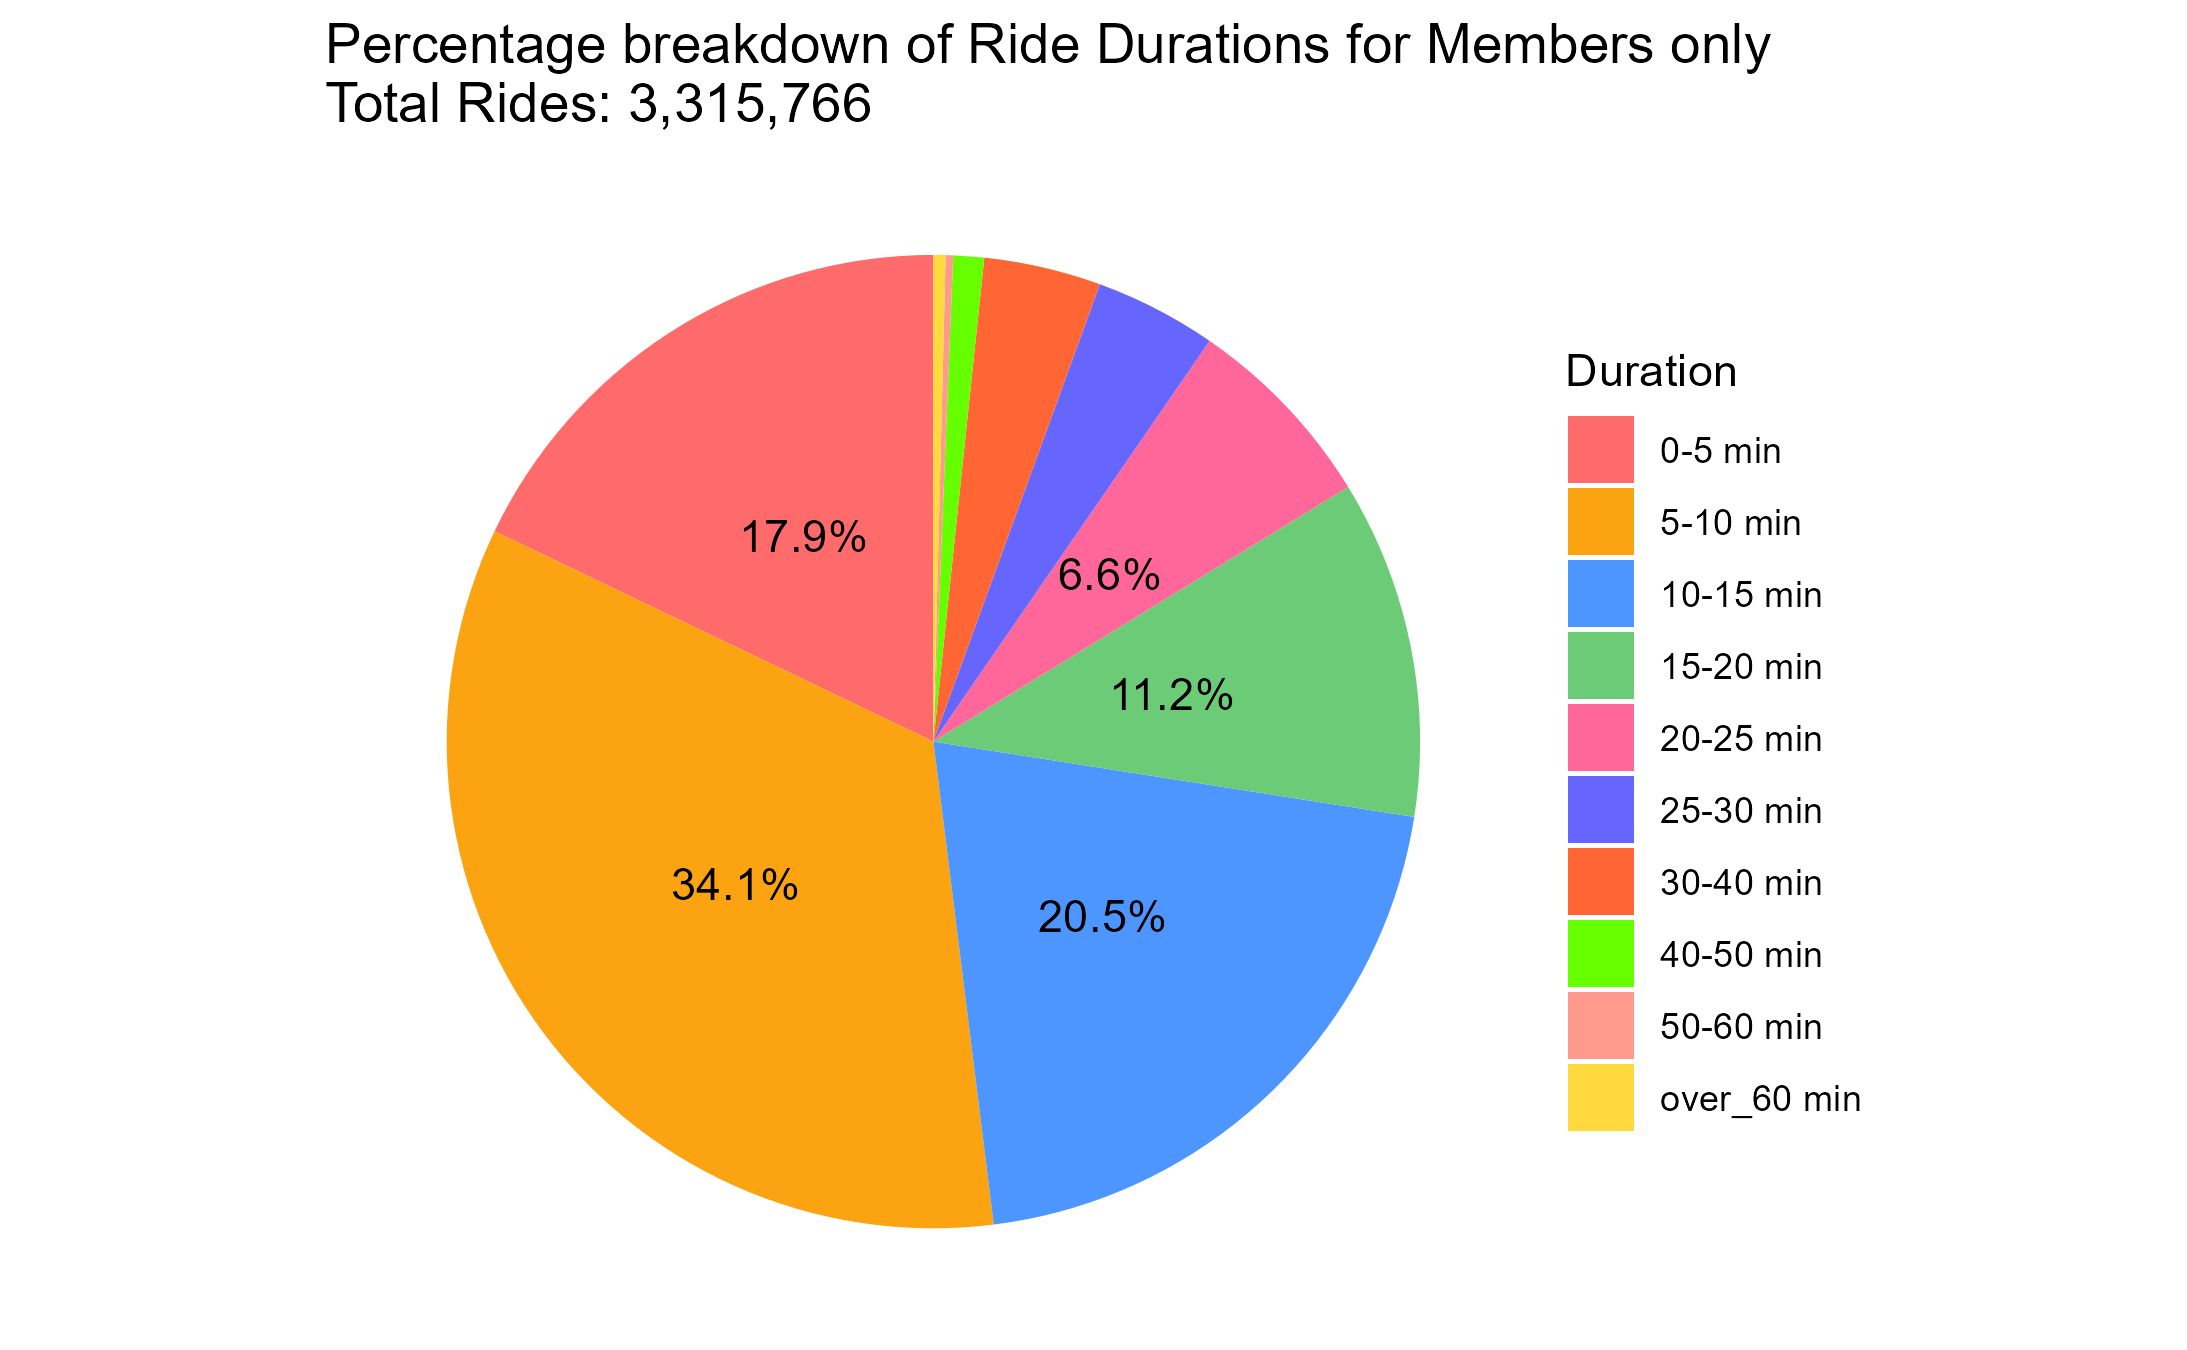 Percentage breakdown of Ride Durations for Members only
Total Rides: 3,315,766
17.9%
6.6%
11.2%
34.1%
20.5%
Duration
0-5 min
5-10 min
10-15 min
15-20 min
20-25 min
25-30 min
30-40 min
40-50 min
50-60 min
over_60 min